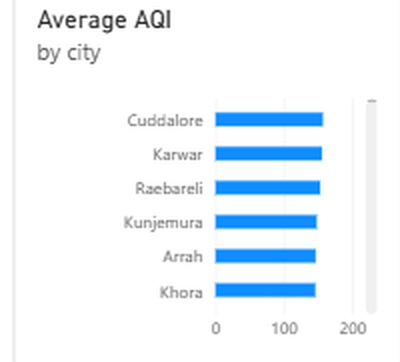 Average AQI
by city
Cuddalore
Karwar
Raebareli
Kunjemura
Arrah
Khora
0 100 200